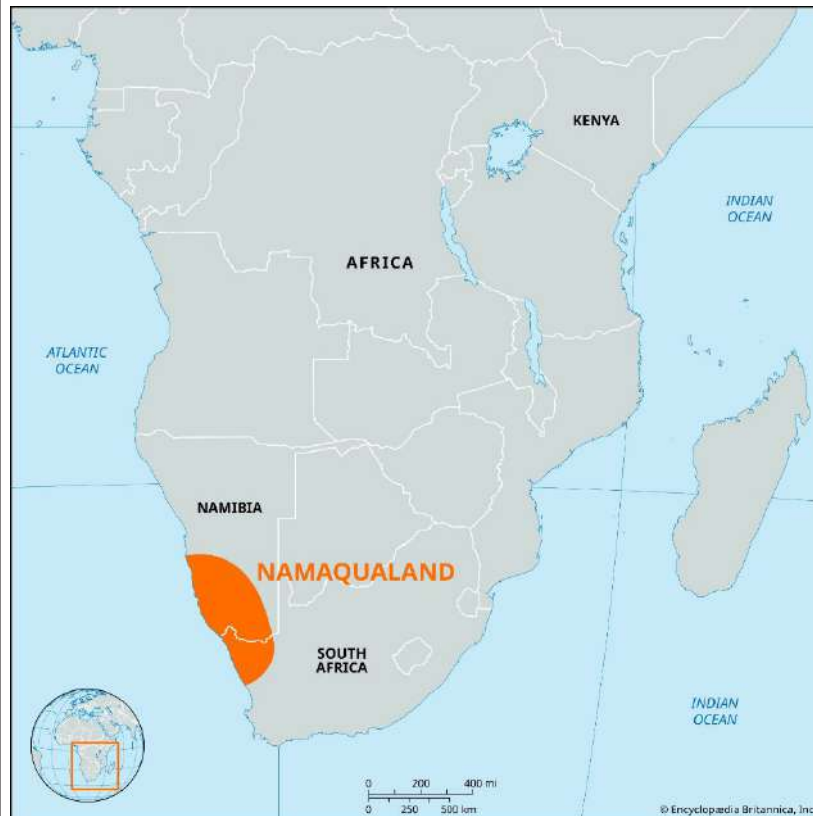 KENYA
INDIAN
OCEAN
AFRICA
ATLANTIC
OCEAN
NAMIBIA
NAMAQUALAND
SOUTH
AFRICA
INDIAN
OCEAN
0 200 400 mi
0 250 500 km
© Encyclopædia Britannica, Inc